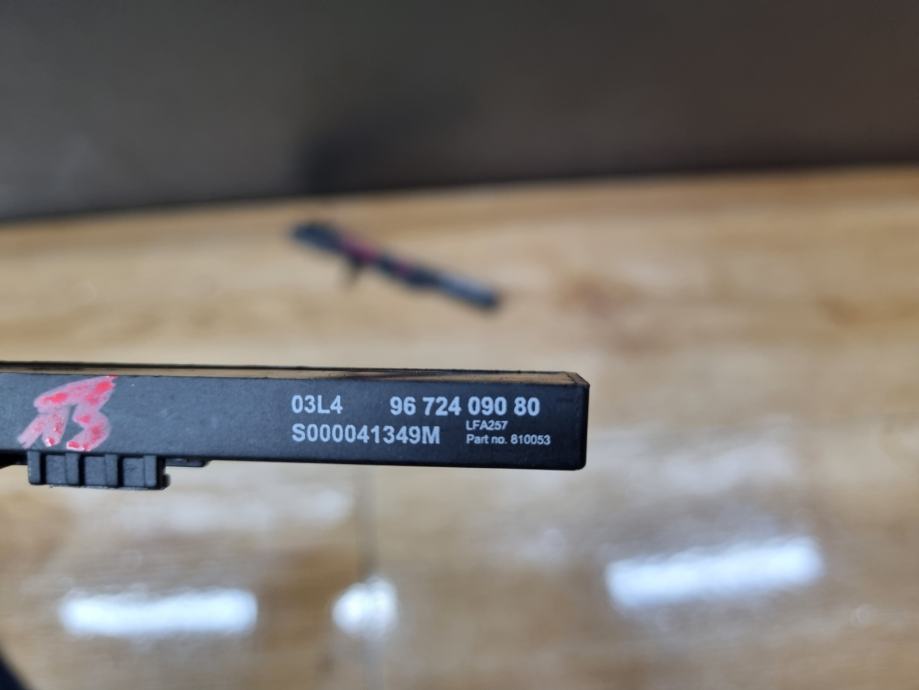 03L4 96 724 090 80
S000041349M
LFA257
Part no. 810053